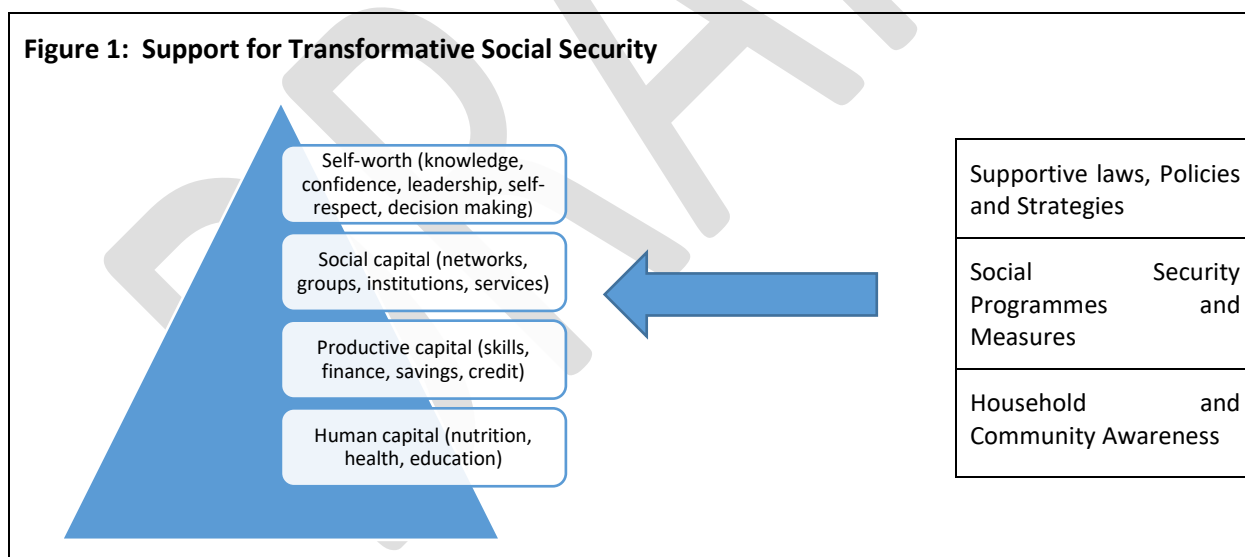 Figure 1: Support for Transformative Social Security
Self-worth (knowledge,
confidence, leadership, self-
respect, decision making)
Social capital (networks,
groups, institutions, services)
Productive capital (skills,
finance, savings, credit)
Human capital (nutrition,
health, education)
Supportive laws, Policies
and Strategies
Social Security
Programmes and
Measures
Household and
Community Awareness